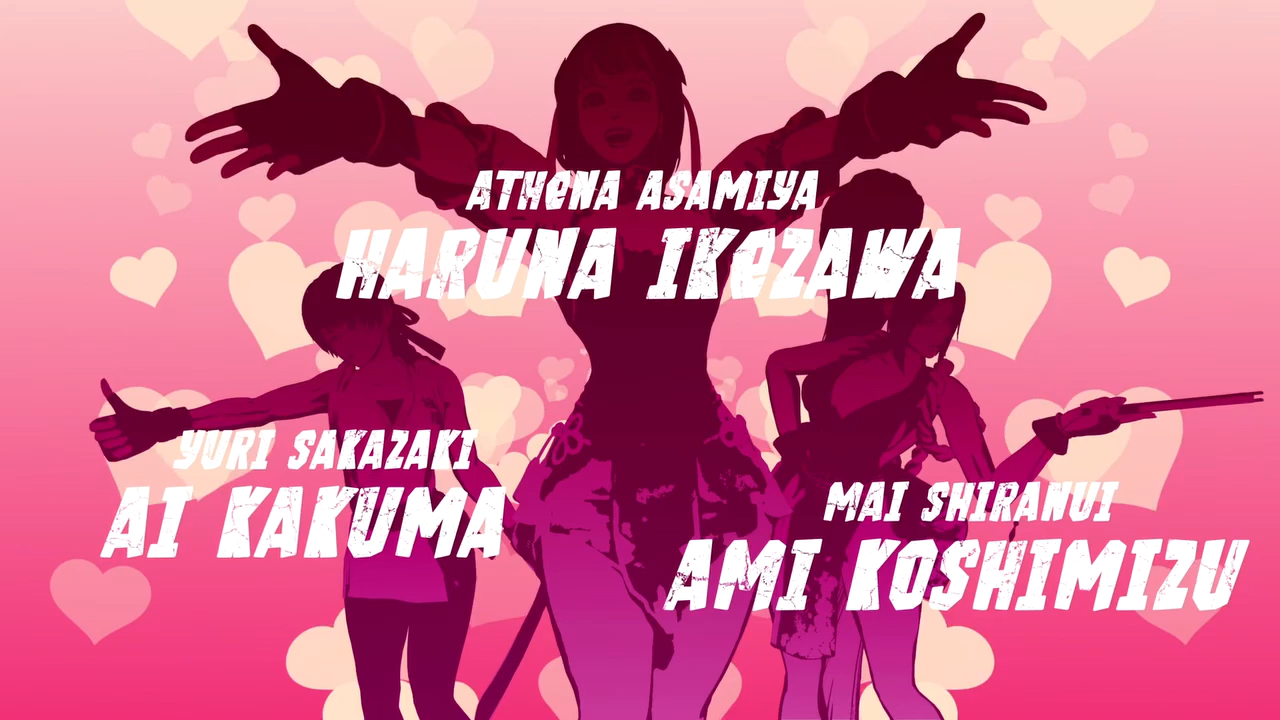 ATHENA ASAMIYA
HARUNA IKEZAWA
YURI SAKAZAKI
AI KAKUMA
MAI SHIRANUI
AMI KOSHIMIZU